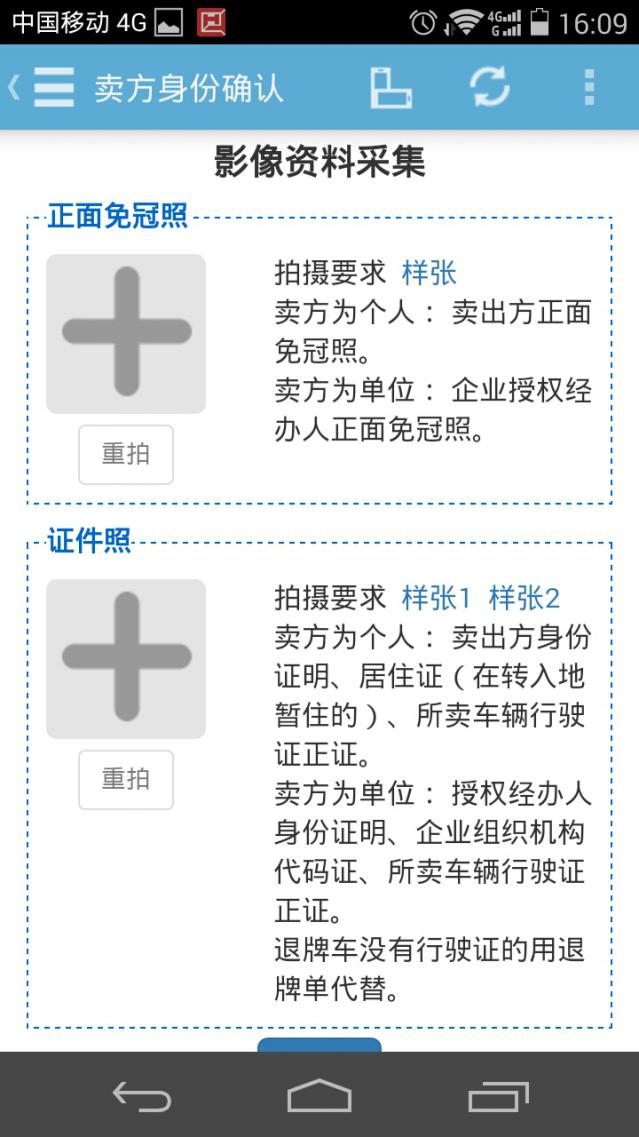 中国移动 4G 4G G 16:09
卖方身份确认
影像资料采集
正面免冠照
拍摄要求 样张
卖方为个人：卖出方正面
免冠照。
卖方为单位：企业授权经
办人正面免冠照。
重拍
证件照
拍摄要求 样张1 样张2
卖方为个人：卖出方身份
证明、居住证（在转入地
暂住的）、所卖车辆行驶
证正证。
卖方为单位：授权经办人
身份证明、企业组织机构
代码证、所卖车辆行驶证
正证。
退牌车没有行驶证的用退
牌单代替。
重拍